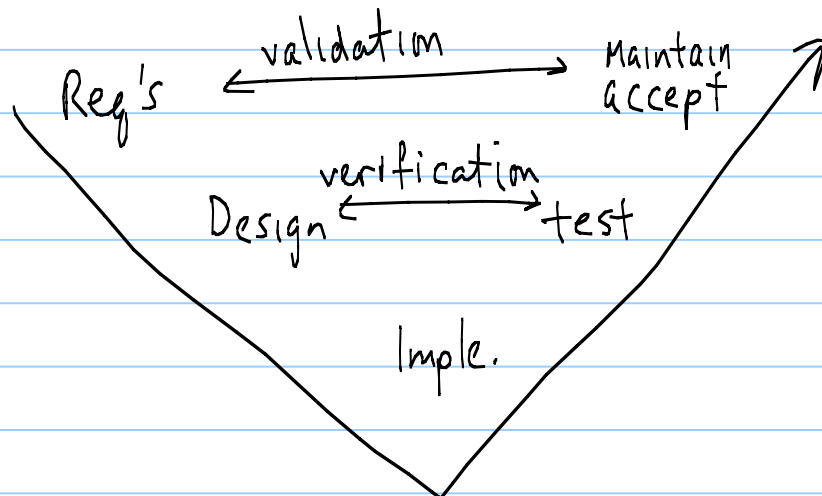 validation
Req's
Maintain
accept
verification
Design
test
Imple.